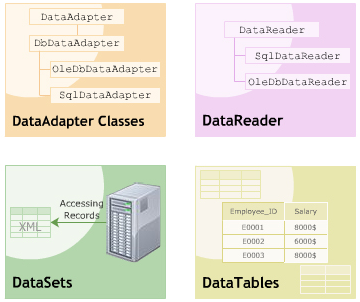 DataAdapter
DbDataAdapter
OleDbDataAdapter
SqlDataAdapter
DataAdapter Classes
DataReader
SqlDataReader
OleDbDataReader
DataReader
Accessing
Records
XML
DataSets
Employee_ID Salary
E0001 8000$
E0002 6000$
E0003 8000$
DataTables